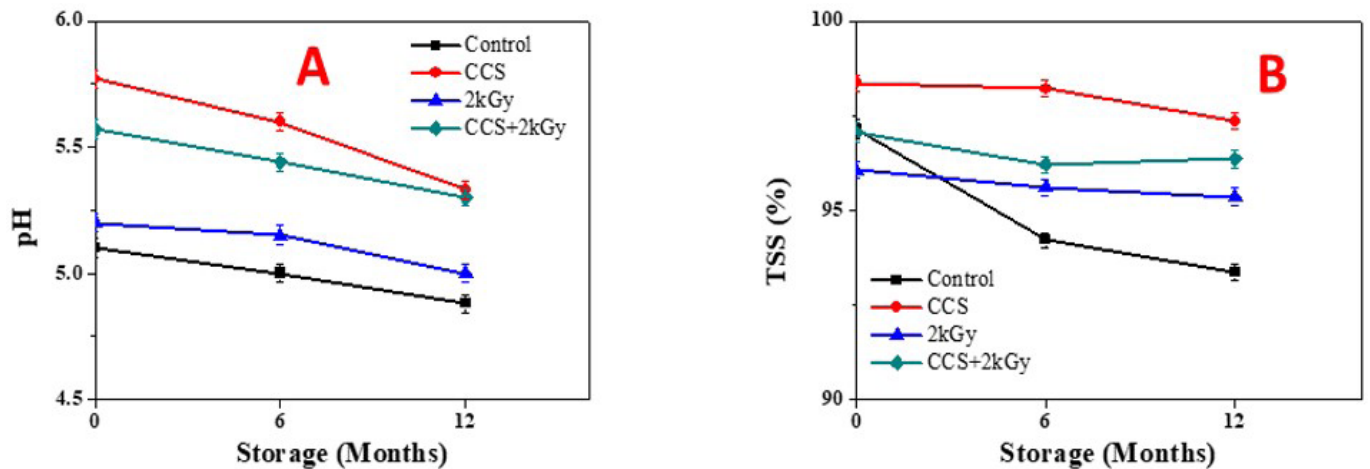 A
pH
6.0
5.5
5.0
4.5
0
6
12
Storage (Months)
Control
CCS
2kGy
CCS+2kGy
B
TSS (%)
100
95
90
0
6
12
Storage (Months)
Control
CCS
2kGy
CCS+2kGy